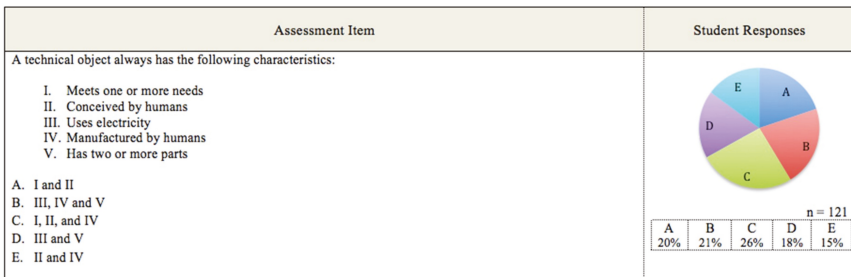 Assessment Item
Student Responses
A technical object always has the following characteristics:
I. Meets one or more needs
II. Conceived by humans
III. Uses electricity
IV. Manufactured by humans
V. Has two or more parts
A. I and II
B. III, IV and V
C. I, II, and IV
D. III and V
E. II and IV
E
A
D
B
C
n = 121
A B C D E
20% 21% 26% 18% 15%